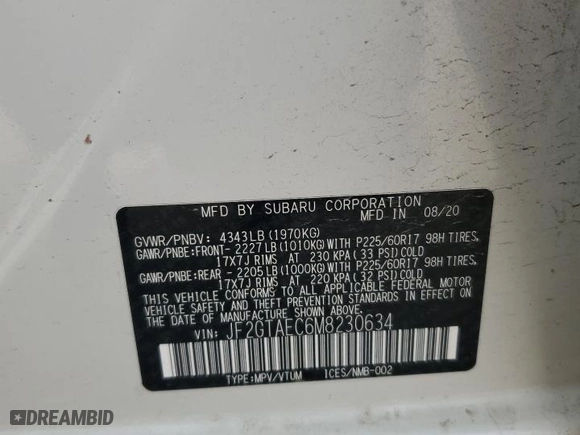 MFD BY SUBARU CORPORATION
MFD IN 08/20
GVWR/PNBV: 4343LB(1970KG)
GAWR/PNBE:FRONT-2227LB(1010KG)WITH P225/60R17 98H TIRES.
17X7J RIMS AT 230 KPA(33 PSI)COLD
GAWR/PNBE:REAR -2205LB(1000KG)WITH P225/60R17 98H TIRES.
17X7J RIMS AT 220 KPA(32 PSI)COLD
THIS VEHICLE CONFORMS TO ALL APPLICABLE FEDERAL MOTOR
VEHICLE SAFETY, BUMPER, AND THEFT PREVENTION STANDARDS
IN EFFECT ON THE DATE OF MANUFACTURE SHOWN ABOVE.
VIN: JF2GTAEC6M8230634
TYPE:MPV/VTUM ICES/NMB-002
DREAMBID